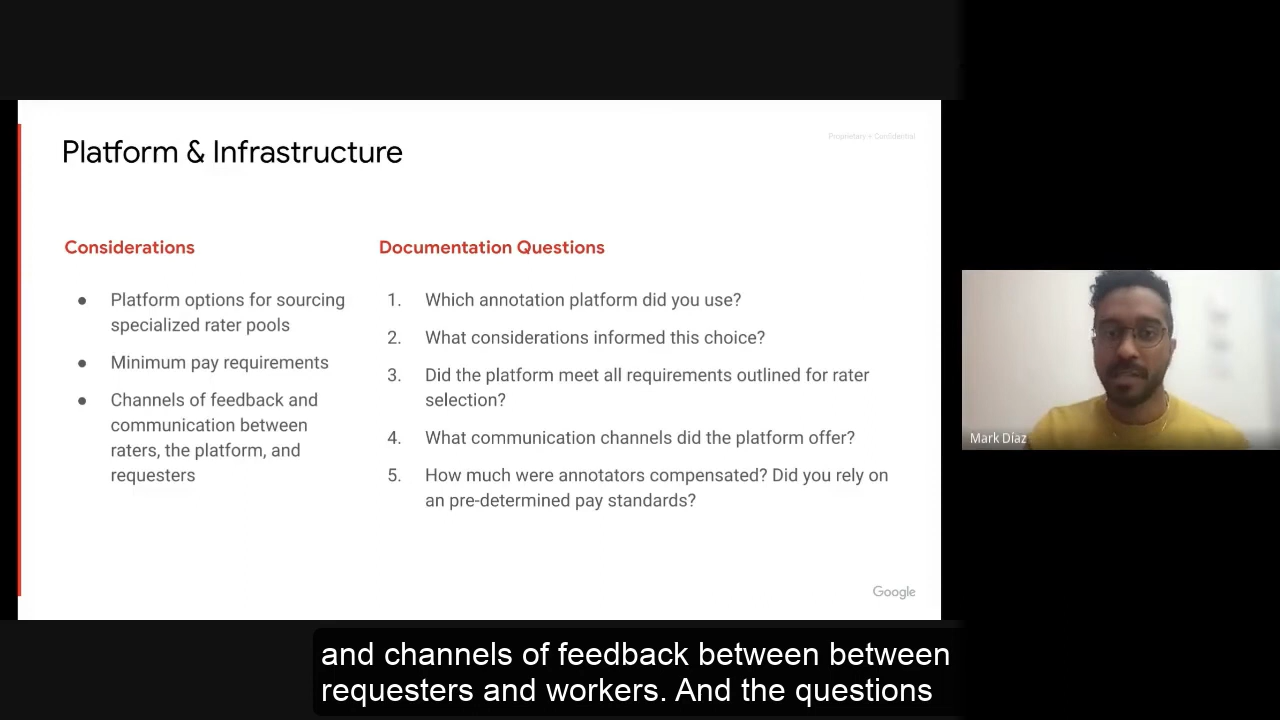 Platform & Infrastructure
Proprietary + Confidential
Considerations
● Platform options for sourcing
specialized rater pools
● Minimum pay requirements
● Channels of feedback and
communication between
raters, the platform, and
requesters
Documentation Questions
1. Which annotation platform did you use?
2. What considerations informed this choice?
3. Did the platform meet all requirements outlined for rater
selection?
4. What communication channels did the platform offer?
5. How much were annotators compensated? Did you rely on
an pre-determined pay standards?
Google
Mark Díaz
and channels of feedback between between
requesters and workers. And the questions